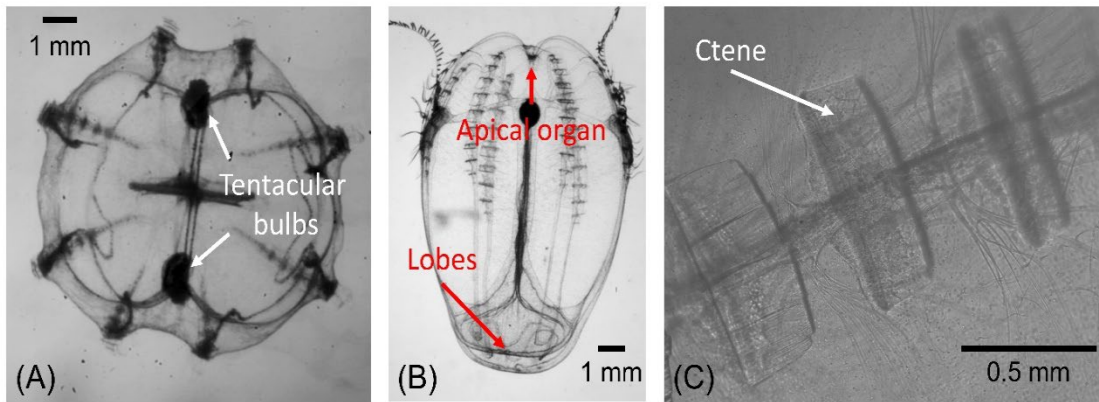 1 mm
Tentacular
bulbs
(A)
Apical organ
Lobes
(B)
1 mm
Ctene
(C)
0.5 mm